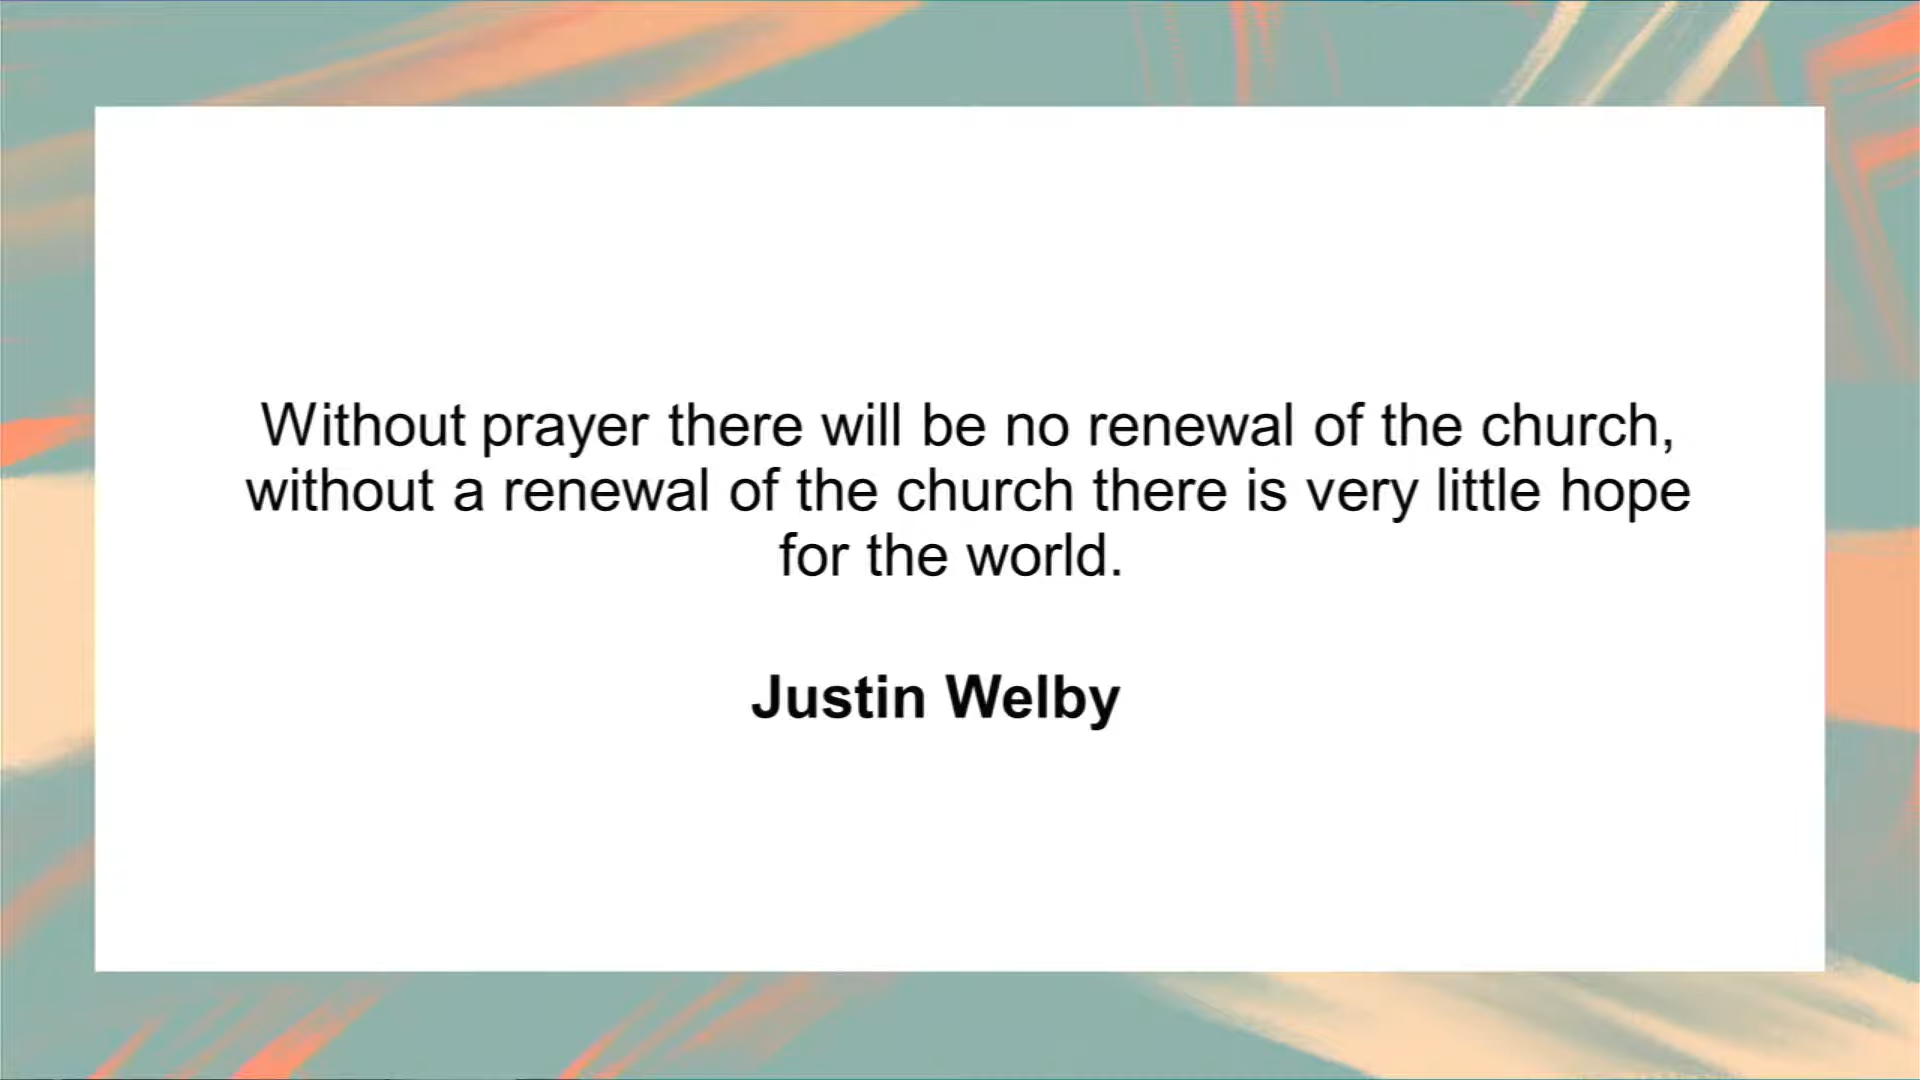 Without prayer there will be no renewal of the church,
without a renewal of the church there is very little hope
for the world.
Justin Welby